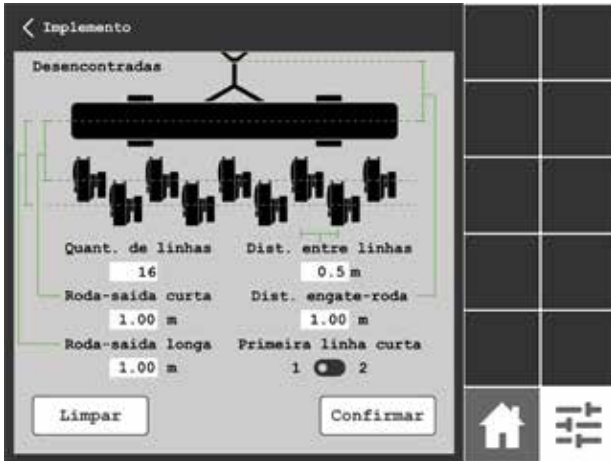 Implemento
Desencontradas
Quant. de linhas Dist. entre linhas
16 0.5 m
Roda-saída curta Dist. engate-roda
1.00 m 1.00 m
Roda-saída longa Primeira linha curta
1.00 m 1 2
Limpar Confirmar